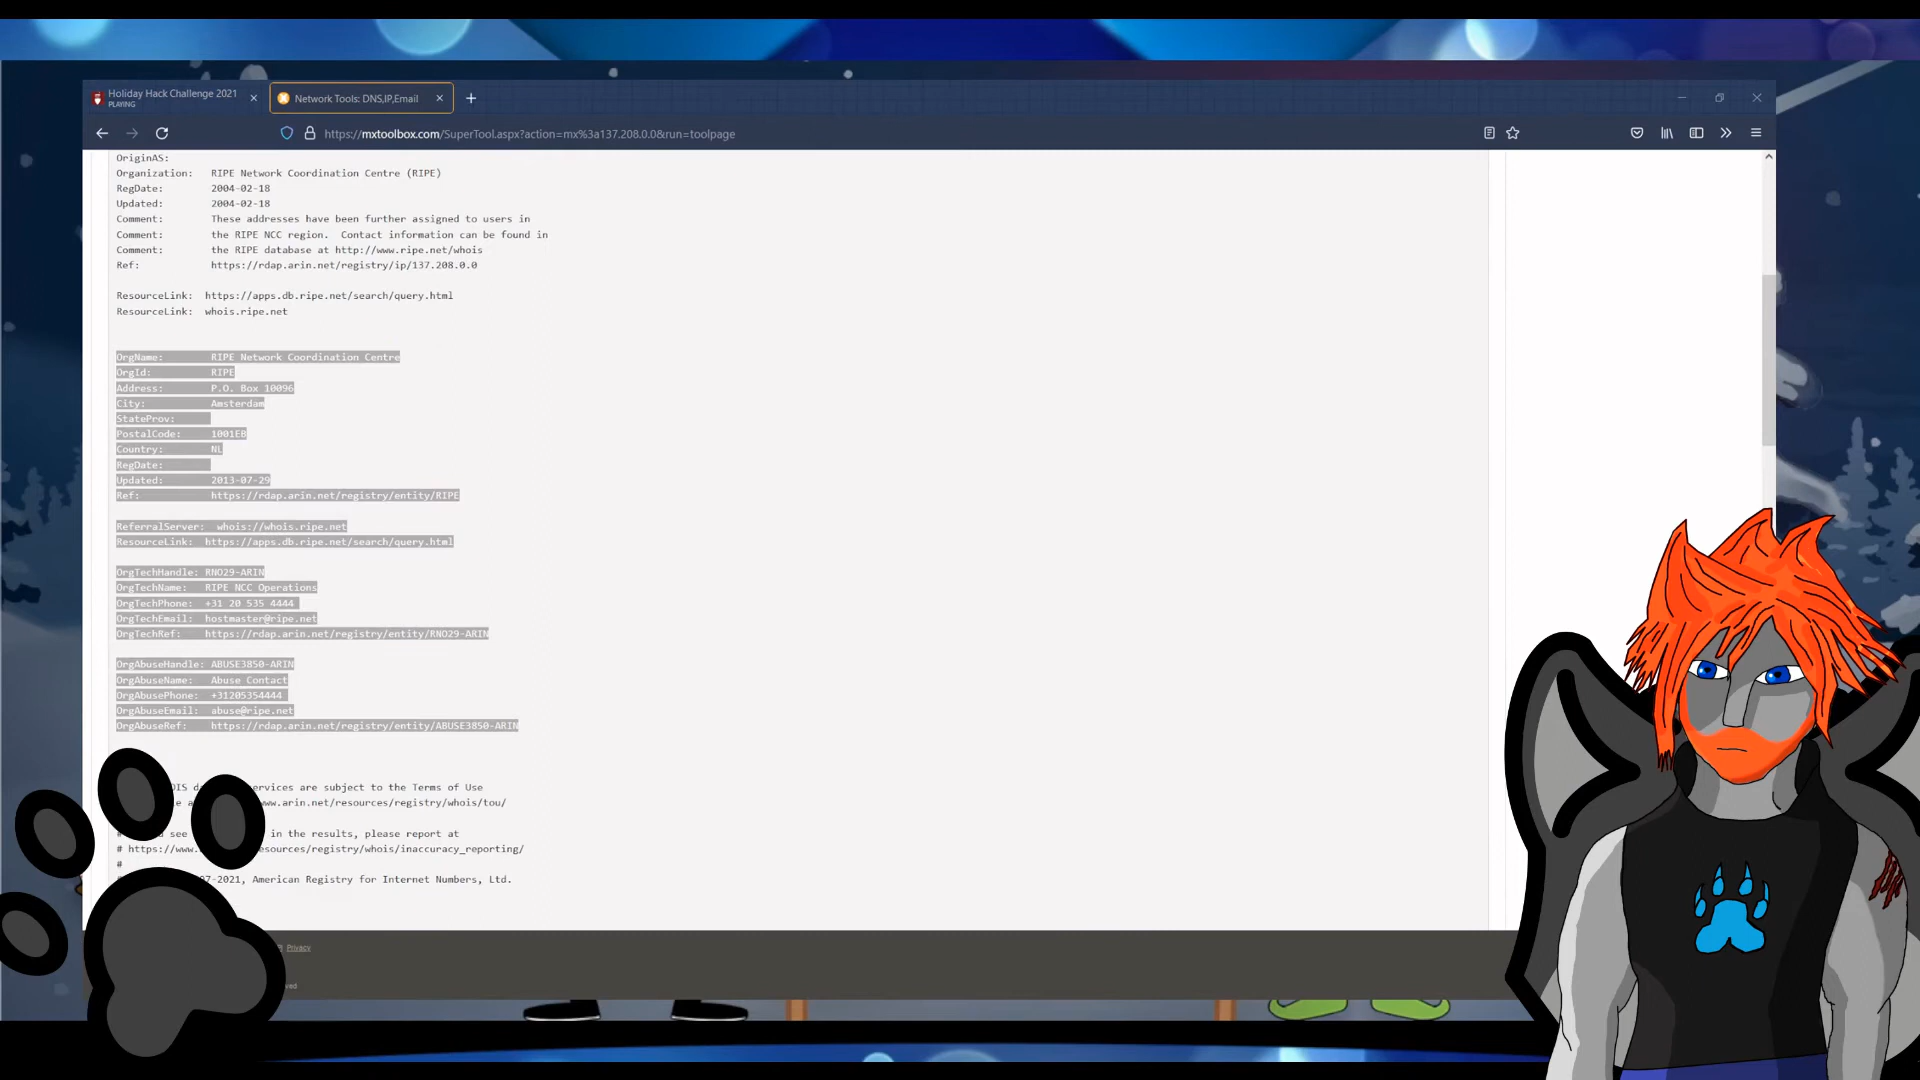 Holiday Hack Challenge 2021
PLAYING
Network Tools: DNS,IP,Email
https://mxtoolbox.com/SuperTool.aspx?action=mx%3a137.208.0.0&run=toolpage
OriginAS:
Organization: RIPE Network Coordination Centre (RIPE)
RegDate: 2004-02-18
Updated: 2004-02-18
Comment: These addresses have been further assigned to users in
Comment: the RIPE NCC region. Contact information can be found in
Comment: the RIPE database at http://www.ripe.net/whois
Ref: https://rdap.arin.net/registry/ip/137.208.0.0
ResourceLink: https://apps.db.ripe.net/search/query.html
ResourceLink: whois.ripe.net
OrgName: RIPE Network Coordination Centre
OrgId: RIPE
Address: P.O. Box 10096
City: Amsterdam
StateProv:
PostalCode: 1001EB
Country: NL
RegDate:
Updated: 2013-07-29
Ref: https://rdap.arin.net/registry/entity/RIPE
ReferralServer: whois://whois.ripe.net
ResourceLink: https://apps.db.ripe.net/search/query.html
OrgTechHandle: RNO29-ARIN
OrgTechName: RIPE NCC Operations
OrgTechPhone: +31 20 535 4444
OrgTechEmail: hostmaster@ripe.net
OrgTechRef: https://rdap.arin.net/registry/entity/RNO29-ARIN
OrgAbuseHandle: ABUSE3850-ARIN
OrgAbuseName: Abuse Contact
OrgAbusePhone: +31205354444
OrgAbuseEmail: abuse@ripe.net
OrgAbuseRef: https://rdap.arin.net/registry/entity/ABUSE3850-ARIN
OIS da services are subject to the Terms of Use
le a ww.arin.net/resources/registry/whois/tou/
# see in the results, please report at
# https://www. esources/registry/whois/inaccuracy_reporting/
#
# 97-2021, American Registry for Internet Numbers, Ltd.
Privacy
ved